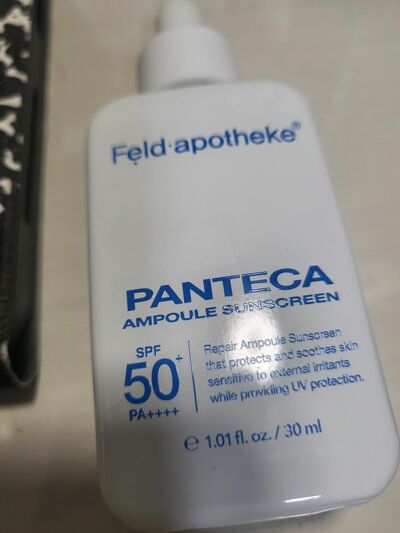 Feld·apotheke®
PANTECA
AMPOULE SUNSCREEN
SPF
50+
PA++++
Repair Ampoule Sunscreen
that protects and soothes skin
sensitive to external irritants
while providing UV protection.
℮ 1.01 fl. oz. / 30 ml